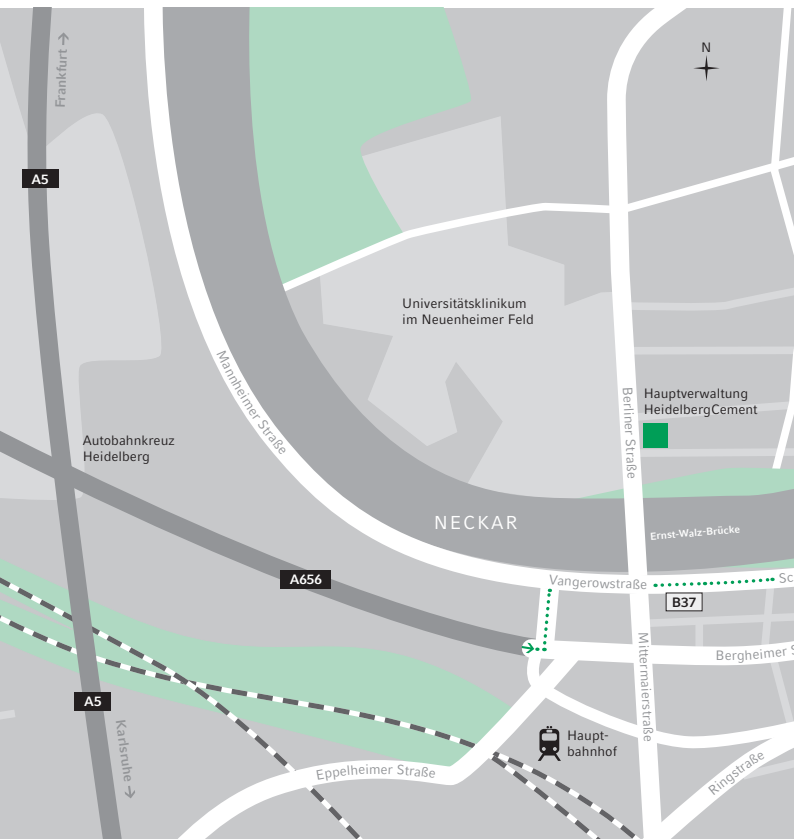 N
Frankfurt →
A5
Universitätsklinikum
im Neuenheimer Feld
Mannheimer Straße
Berliner Straße
Hauptverwaltung
HeidelbergCement
Autobahnkreuz
Heidelberg
NECKAR
Ernst-Walz-Brücke
A656
Vangerowstraße
Sc
B37
Mittermaierstraße
Bergheimer S
A5
Karlsruhe →
Haupt-
bahnhof
Eppelheimer Straße
Ringstraße